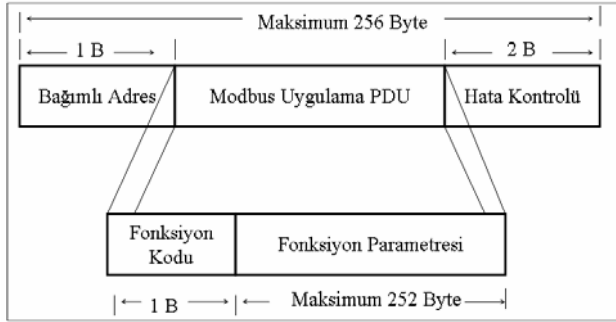 Maksimum 256 Byte
1 B
2 B
Bağımlı Adres
Modbus Uygulama PDU
Hata Kontrolü
Fonksiyon
Kodu
Fonksiyon Parametresi
1 B
Maksimum 252 Byte